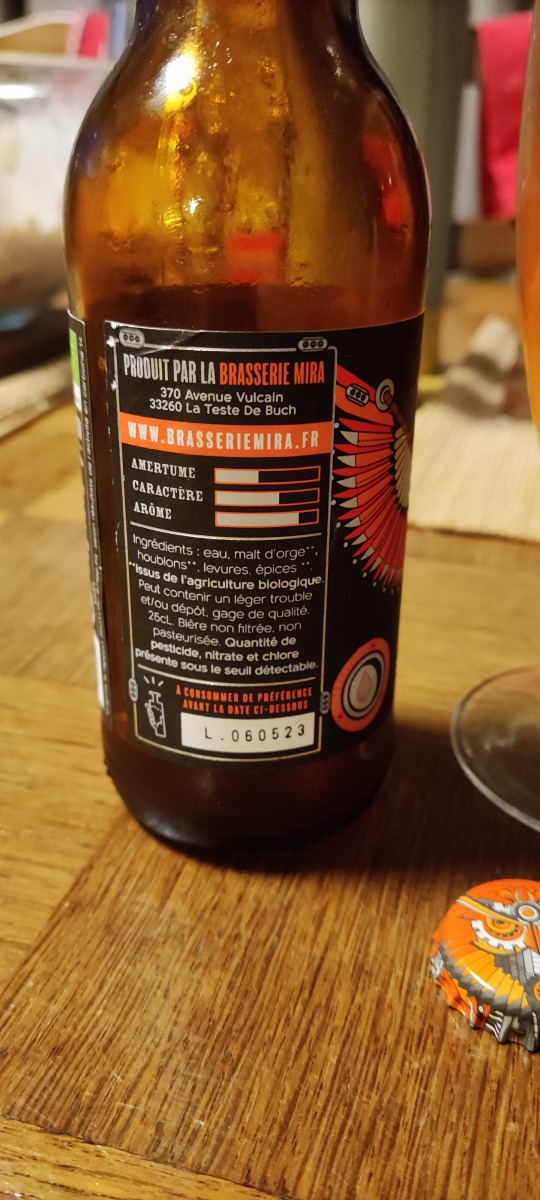 PRODUIT PAR LA BRASSERIE MIRA
370 Avenue Vulcain
33260 La Teste De Buch
WWW.BRASSERIEMIRA.FR
AMERTUME
CARACTÈRE
ARÔME
Ingrédients : eau, malt d'orge**,
houblons**, levures, épices **.
**Issus de l'agriculture biologique.
Peut contenir un léger trouble
et/ou dépôt, gage de qualité.
25cL. Bière non filtrée, non
pasteurisée. Quantité de
pesticide, nitrate et chlore
présente sous le seuil détectable.
À CONSOMMER DE PRÉFÉRENCE
AVANT LA DATE CI-DESSOUS
L.060523